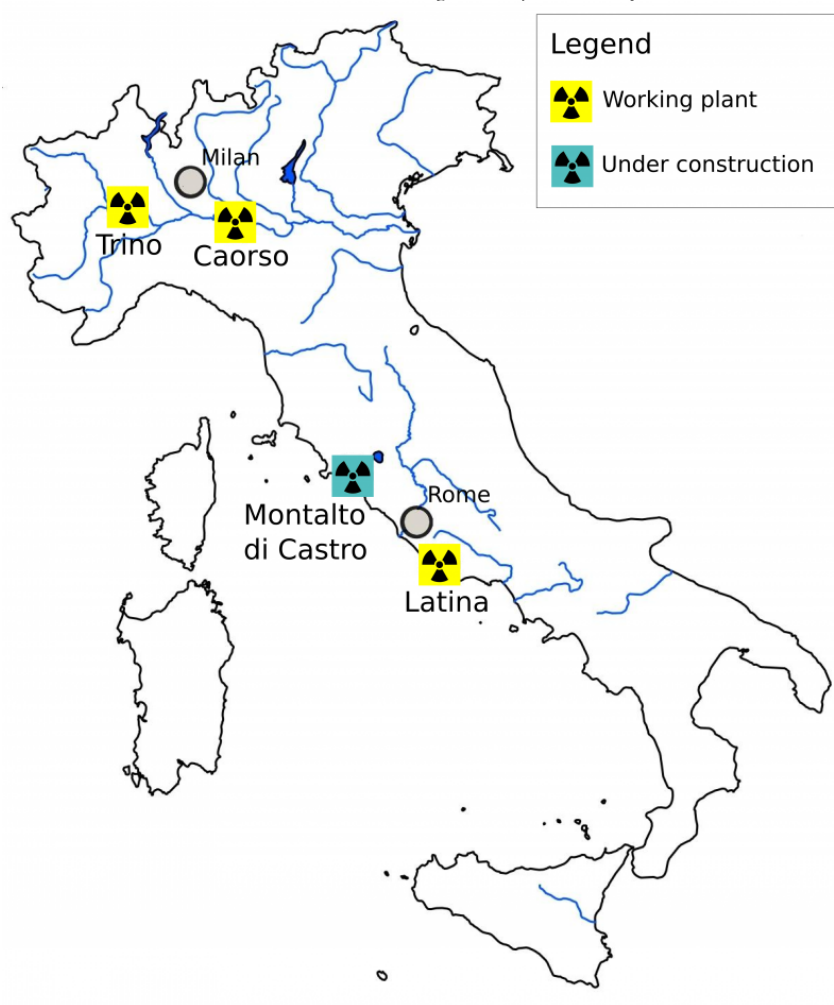 Legend
Working plant
Under construction
Milan
Trino
Caorso
Rome
Montalto
di Castro
Latina